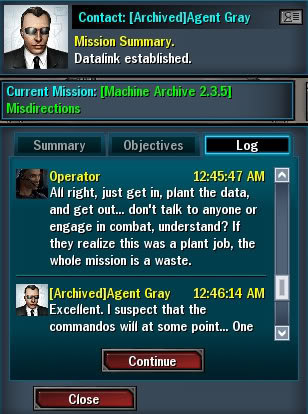 Contact: [Archived]Agent Gray
Mission Summary.
Datalink established.
Current Mission: [Machine Archive 2.3.5]
Misdirections
Summary
Objectives
Log
Operator 12:45:47 AM
All right, just get in, plant the data,
and get out... don't talk to anyone or
engage in combat, understand? If
they realize this was a plant job, the
whole mission is a waste.
[Archived]Agent Gray 12:46:14 AM
Excellent. I suspect that the
commandos will at some point... One
Continue
Close